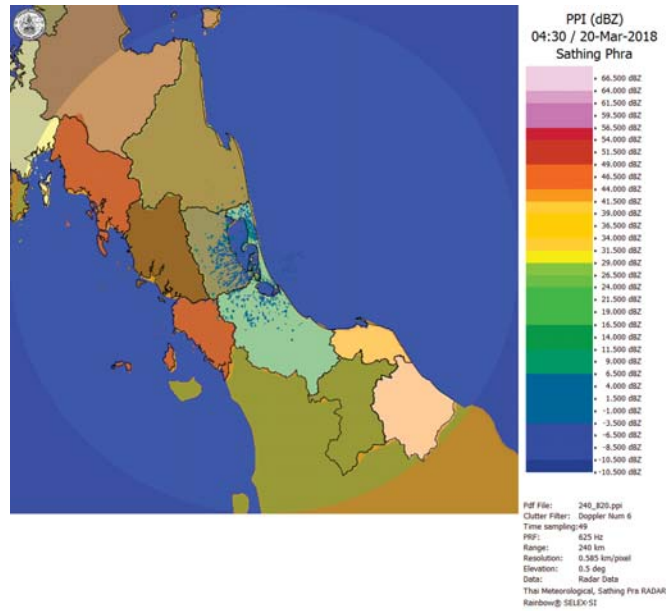 PPI (dBZ)
04:30 / 20-Mar-2018
Sathing Phra
66.500 dBZ
64.000 dBZ
61.500 dBZ
59.500 dBZ
56.500 dBZ
54.000 dBZ
51.500 dBZ
49.000 dBZ
46.500 dBZ
44.000 dBZ
41.500 dBZ
39.000 dBZ
36.500 dBZ
34.000 dBZ
31.500 dBZ
29.000 dBZ
26.500 dBZ
24.000 dBZ
21.500 dBZ
19.000 dBZ
16.500 dBZ
14.000 dBZ
11.500 dBZ
9.000 dBZ
6.500 dBZ
4.000 dBZ
1.500 dBZ
-1.000 dBZ
-3.500 dBZ
-6.500 dBZ
-8.500 dBZ
-10.500 dBZ
-10.500 dBZ
Pdf File: 240_820.ppi
Clutter Filter: Doppler Num 6
Time sampling:49
PRF: 625 Hz
Range: 240 km
Resolution: 0.585 km/pixel
Elevation: 0.5 deg
Data: Radar Data
Thai Meteorological, Sathing Pra RADAR
Rainbow® SELEX-SI